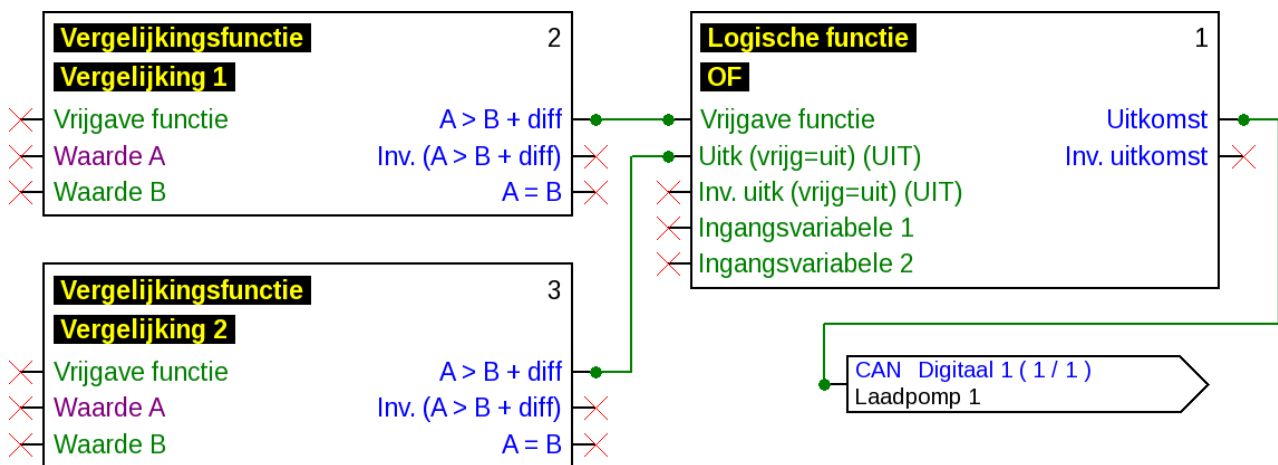 Vergelijkingsfunctie 2
Vergelijking 1
Vrijgave functie A > B + diff
Waarde A Inv. (A > B + diff)
Waarde B A = B
Logische functie 1
OF
Vrijgave functie Uitkomst
Uitk (vrijg=uit) (UIT) Inv. uitkomst
Inv. uitk (vrijg=uit) (UIT)
Ingangsvariabele 1
Ingangsvariabele 2
Vergelijkingsfunctie 3
Vergelijking 2
Vrijgave functie A > B + diff
Waarde A Inv. (A > B + diff)
Waarde B A = B
CAN Digitaal 1 ( 1 / 1 )
Laadpomp 1